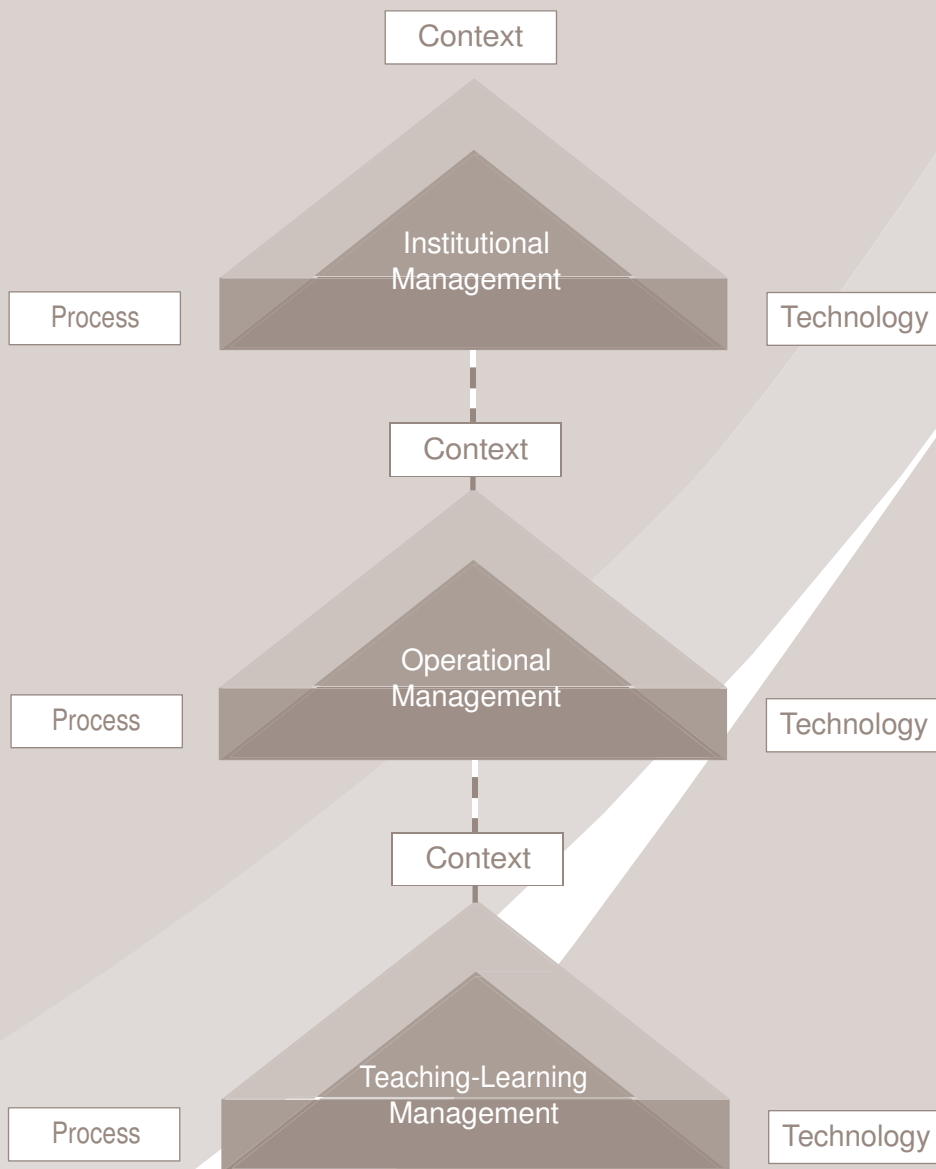 Context
Institutional
Management
Process
Technology
Context
Operational
Management
Process
Technology
Context
Teaching-Learning
Management
Process
Technology